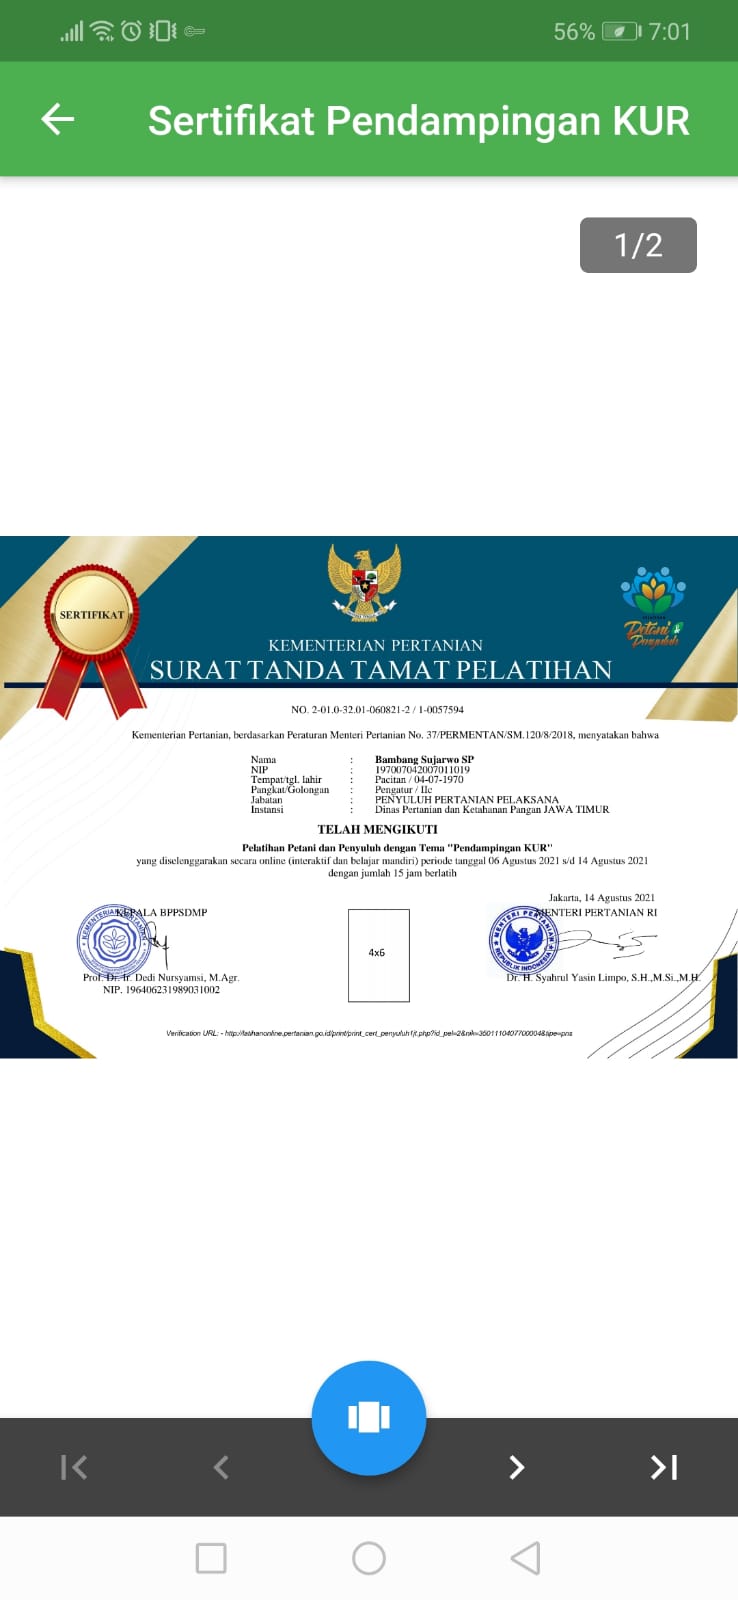 56% 7:01
Sertifikat Pendampingan KUR
1/2
SERTIFIKAT
Petani & Penyuluh
KEMENTERIAN PERTANIAN
SURAT TANDA TAMAT PELATIHAN
NO. 2-01.0-32.01-060821-2 / 1-0057594
Kementerian Pertanian, berdasarkan Peraturan Menteri Pertanian No. 37/PERMENTAN/SM.120/8/2018, menyatakan bahwa
Nama : Bambang Sujarwo SP
NIP : 197007042007011019
Tempat/tgl. lahir : Pacitan / 04-07-1970
Pangkat/Golongan : Pengatur / IIc
Jabatan : PENYULUH PERTANIAN PELAKSANA
Instansi : Dinas Pertanian dan Ketahanan Pangan JAWA TIMUR
TELAH MENGIKUTI
Pelatihan Petani dan Penyuluh dengan Tema "Pendampingan KUR"
yang diselenggarakan secara online (interaktif dan belajar mandiri) periode tanggal 06 Agustus 2021 s/d 14 Agustus 2021
dengan jumlah 15 jam berlatih
Jakarta, 14 Agustus 2021
KEPALA BPPSDMP
MENTERI PERTANIAN RI
KEMENTERIAN PERTANIAN
MENTERI PERTANIAN
REPUBLIK INDONESIA
4x6
Prof. Dr. Ir. Dedi Nursyamsi, M.Agr.
NIP. 196406231989031002
Dr. H. Syahrul Yasin Limpo, S.H.,M.Si.,M.H.
Verification URL: - http://latihanonline.pertanian.go.id/print/print_cert_penyuluh1jt.php?id_pel=2&nik=3501110407700004&tipe=pns